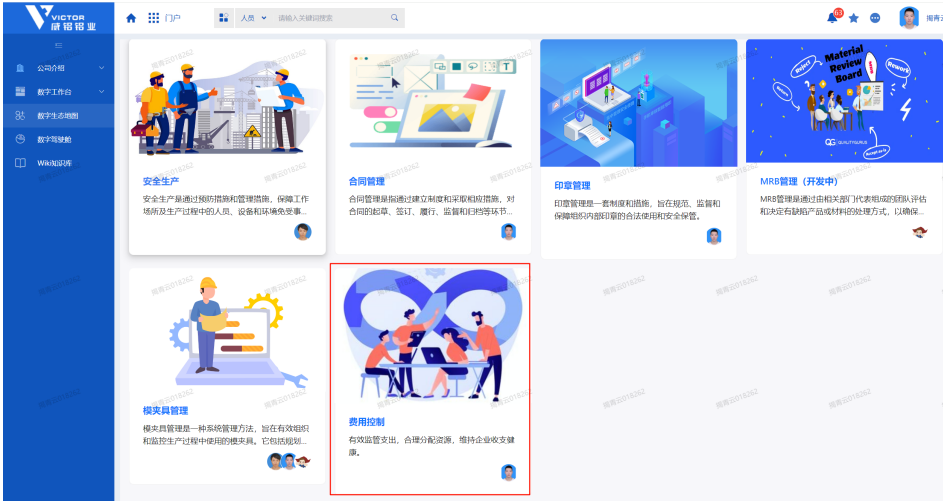 VICTOR
威铭铝业
门户
人员
请输入关键词搜索
63
公司介绍
数字工作台
数字生态地图
数字驾驶舱
Wiki知识库
安全生产
安全生产是通过预防措施和管理措施，保障工作
场所及生产过程中的人员、设备和环境免受事...
合同管理
合同管理是指通过建立制度和采取相应措施，对
合同的起草、签订、履行、监督和归档等环节...
印章管理
印章管理是一套制度和措施，旨在规范、监督和
保障组织内部印章的合法使用和安全保管。
Material
Review
Board
Reject
Rework
Return
Accept as-is
QUALITYGURUS
MRB管理（开发中）
MRB管理是通过由相关部门代表组成的团队评估
和决定有缺陷产品或材料的处理方式，以确保...
模夹具管理
模夹具管理是一种系统管理方法，旨在有效组织
和监控生产过程中使用的模夹具。它包括规划...
费用控制
有效监管支出，合理分配资源，维持企业收支健
康。